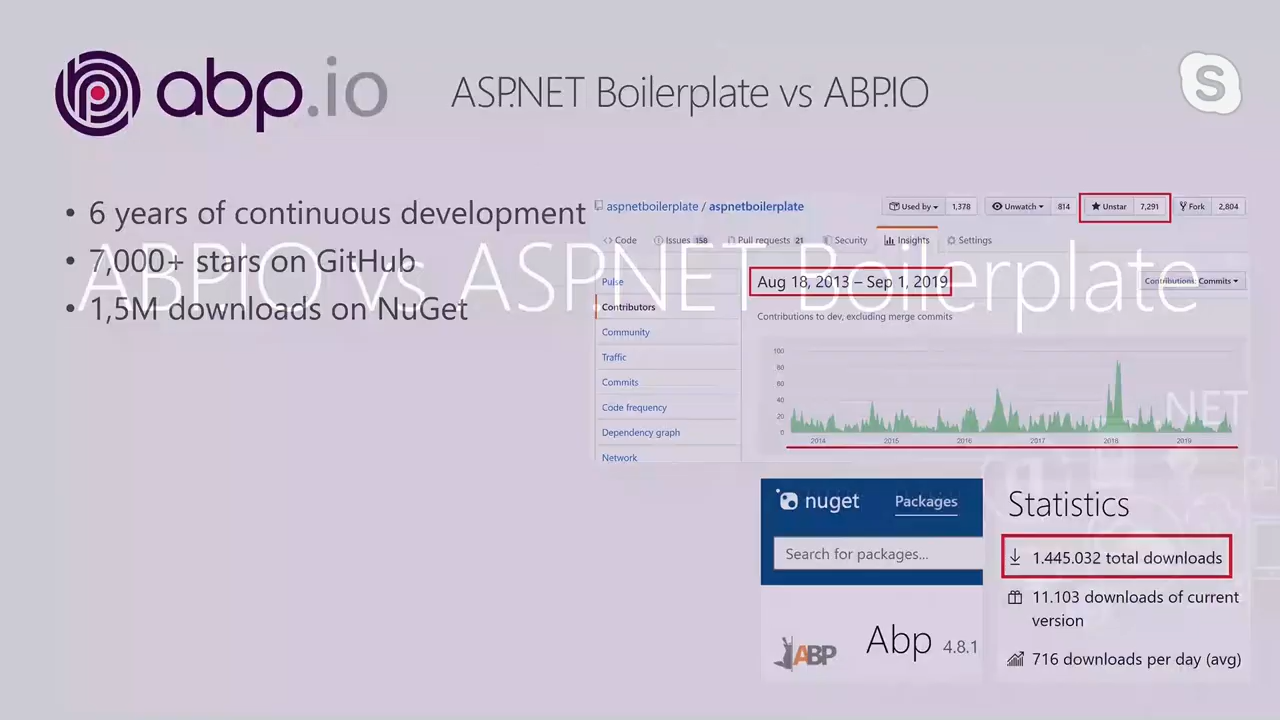 abp.io
ASP.NET Boilerplate vs ABP.IO
S
• 6 years of continuous development
• 7,000+ stars on GitHub
• 1,5M downloads on NuGet
ABP.IO vs ASP.NET Boilerplate
.NET
aspnetboilerplate / aspnetboilerplate
Used by 1,378 Unwatch 814 Unstar 7,291 Fork 2,804
Code Issues 158 Pull requests 21 Security Insights Settings
Pulse
Contributors
Community
Traffic
Commits
Code frequency
Dependency graph
Network
Aug 18, 2013 – Sep 1, 2019
Contributions: Commits
Contributions to dev, excluding merge commits
100
80
60
40
20
0
2014 2015 2016 2017 2018 2019
nuget Packages
Search for packages...
ABP
Abp 4.8.1
Statistics
1.445.032 total downloads
11.103 downloads of current
version
716 downloads per day (avg)